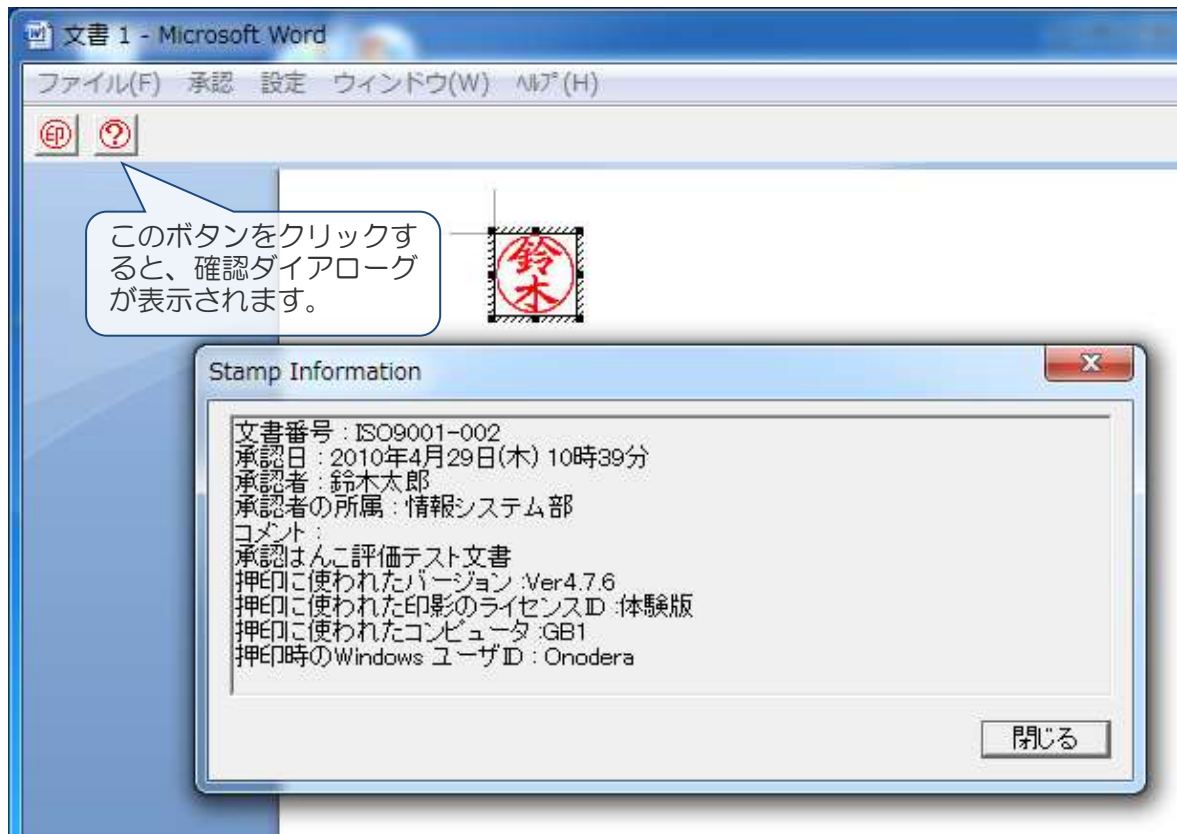 文書 1 - Microsoft Word
ファイル(F) 承認 設定 ウィンドウ(W) ﾍﾙﾌﾟ(H)
印 ?
このボタンをクリックす
ると、確認ダイアローグ
が表示されます。
鈴木
Stamp Information
文書番号：ISO9001-002
承認日：2010年4月29日(木) 10時39分
承認者：鈴木太郎
承認者の所属：情報システム部
コメント：
承認はんこ評価テスト文書
押印に使われたバージョン:Ver4.7.6
押印に使われた印影のライセンスID :体験版
押印に使われたコンピュータ:GB1
押印時のWindows ユーザID：Onodera
閉じる